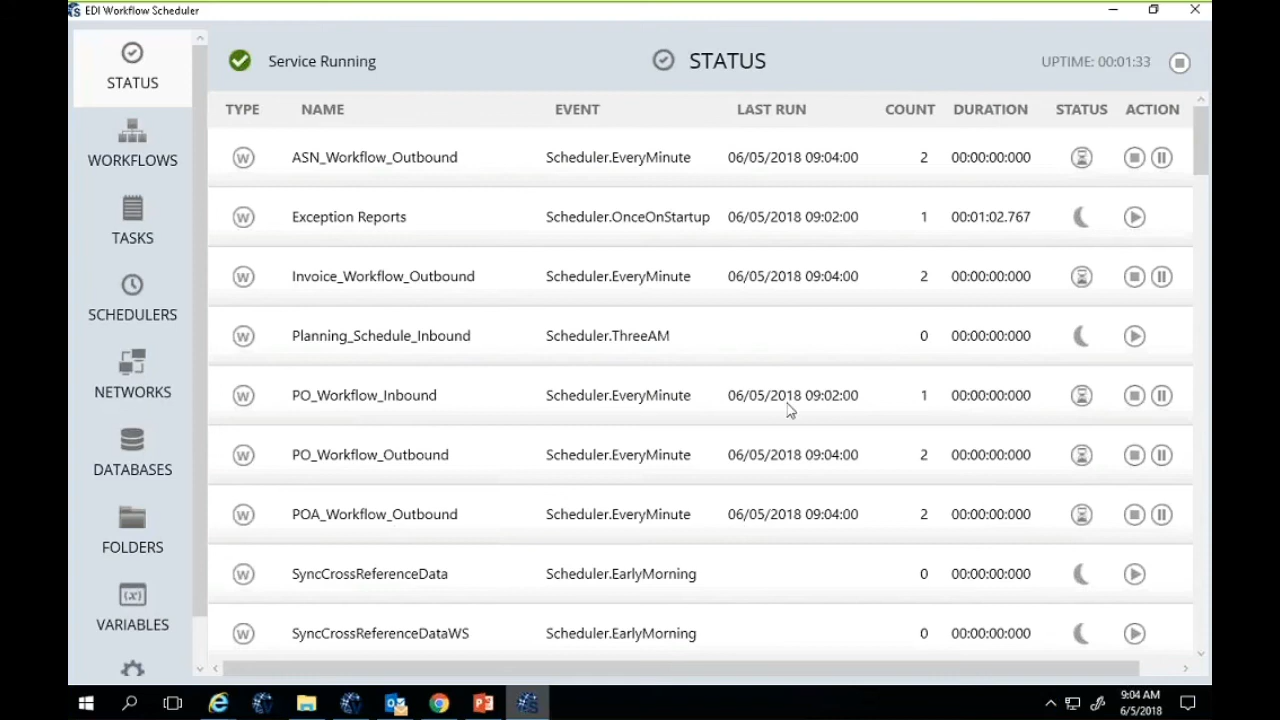 EDI Workflow Scheduler
STATUS
WORKFLOWS
TASKS
SCHEDULERS
NETWORKS
DATABASES
FOLDERS
{x}
VARIABLES
Service Running STATUS UPTIME: 00:01:33
TYPE NAME EVENT LAST RUN COUNT DURATION STATUS ACTION
W ASN_Workflow_Outbound Scheduler.EveryMinute 06/05/2018 09:04:00 2 00:00:00:000
W Exception Reports Scheduler.OnceOnStartup 06/05/2018 09:02:00 1 00:01:02.767
W Invoice_Workflow_Outbound Scheduler.EveryMinute 06/05/2018 09:04:00 2 00:00:00:000
W Planning_Schedule_Inbound Scheduler.ThreeAM 0 00:00:00:000
W PO_Workflow_Inbound Scheduler.EveryMinute 06/05/2018 09:02:00 1 00:00:00:000
W PO_Workflow_Outbound Scheduler.EveryMinute 06/05/2018 09:04:00 2 00:00:00:000
W POA_Workflow_Outbound Scheduler.EveryMinute 06/05/2018 09:04:00 2 00:00:00:000
W SyncCrossReferenceData Scheduler.EarlyMorning 0 00:00:00:000
W SyncCrossReferenceDataWS Scheduler.EarlyMorning 0 00:00:00:000
9:04 AM
6/5/2018